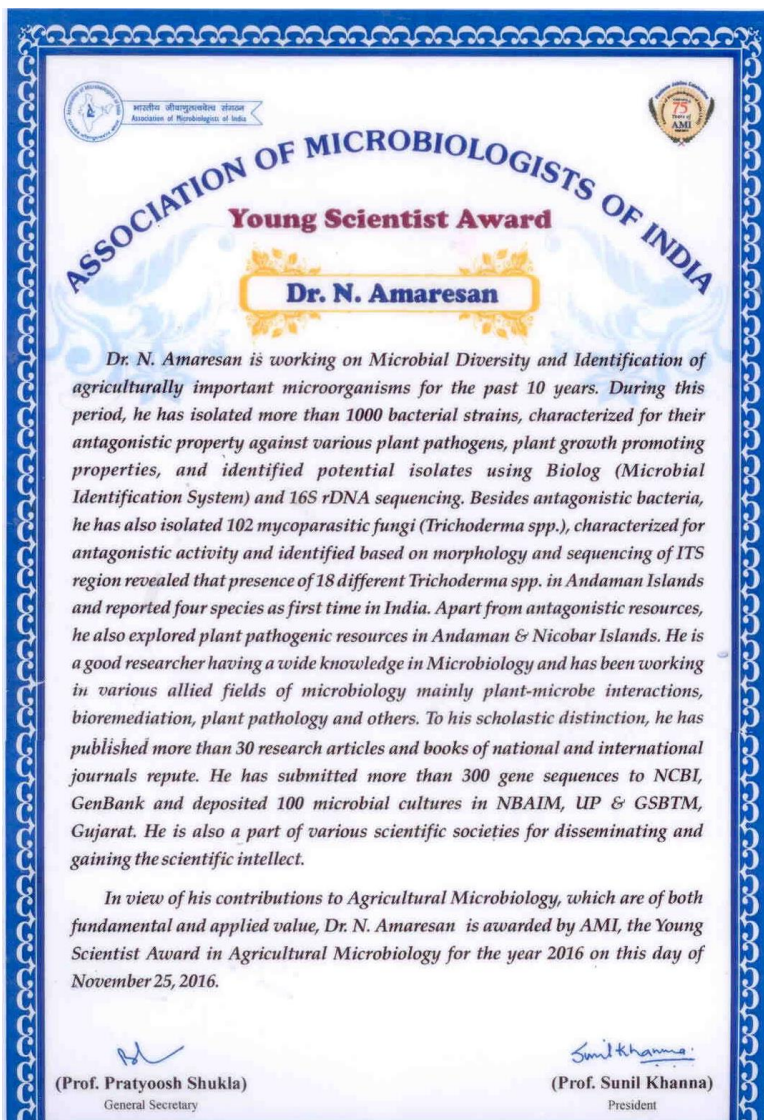 भारतीय जीवाणुतत्ववेत्ता संगठन
Association of Microbiologists of India
75
Years of
AMI
ASSOCIATION OF MICROBIOLOGISTS OF INDIA
Young Scientist Award
Dr. N. Amaresan
Dr. N. Amaresan is working on Microbial Diversity and Identification of
agriculturally important microorganisms for the past 10 years. During this
period, he has isolated more than 1000 bacterial strains, characterized for their
antagonistic property against various plant pathogens, plant growth promoting
properties, and identified potential isolates using Biolog (Microbial
Identification System) and 16S rDNA sequencing. Besides antagonistic bacteria,
he has also isolated 102 mycoparasitic fungi (Trichoderma spp.), characterized for
antagonistic activity and identified based on morphology and sequencing of ITS
region revealed that presence of 18 different Trichoderma spp. in Andaman Islands
and reported four species as first time in India. Apart from antagonistic resources,
he also explored plant pathogenic resources in Andaman & Nicobar Islands. He is
a good researcher having a wide knowledge in Microbiology and has been working
in various allied fields of microbiology mainly plant-microbe interactions,
bioremediation, plant pathology and others. To his scholastic distinction, he has
published more than 30 research articles and books of national and international
journals repute. He has submitted more than 300 gene sequences to NCBI,
GenBank and deposited 100 microbial cultures in NBAIM, UP & GSBTM,
Gujarat. He is also a part of various scientific societies for disseminating and
gaining the scientific intellect.
In view of his contributions to Agricultural Microbiology, which are of both
fundamental and applied value, Dr. N. Amaresan is awarded by AMI, the Young
Scientist Award in Agricultural Microbiology for the year 2016 on this day of
November 25, 2016.
Sunil Khanna
(Prof. Pratyoosh Shukla)
(Prof. Sunil Khanna)
General Secretary
President